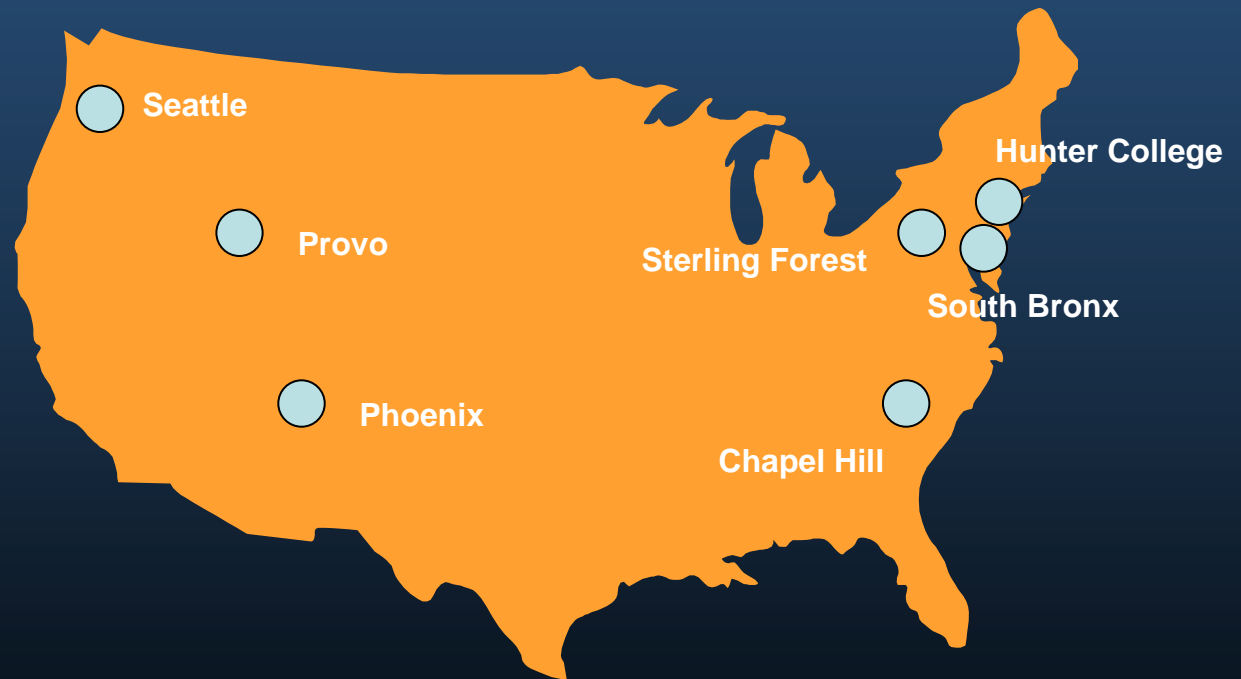 Seattle
Hunter College
Provo
Sterling Forest
South Bronx
Phoenix
Chapel Hill